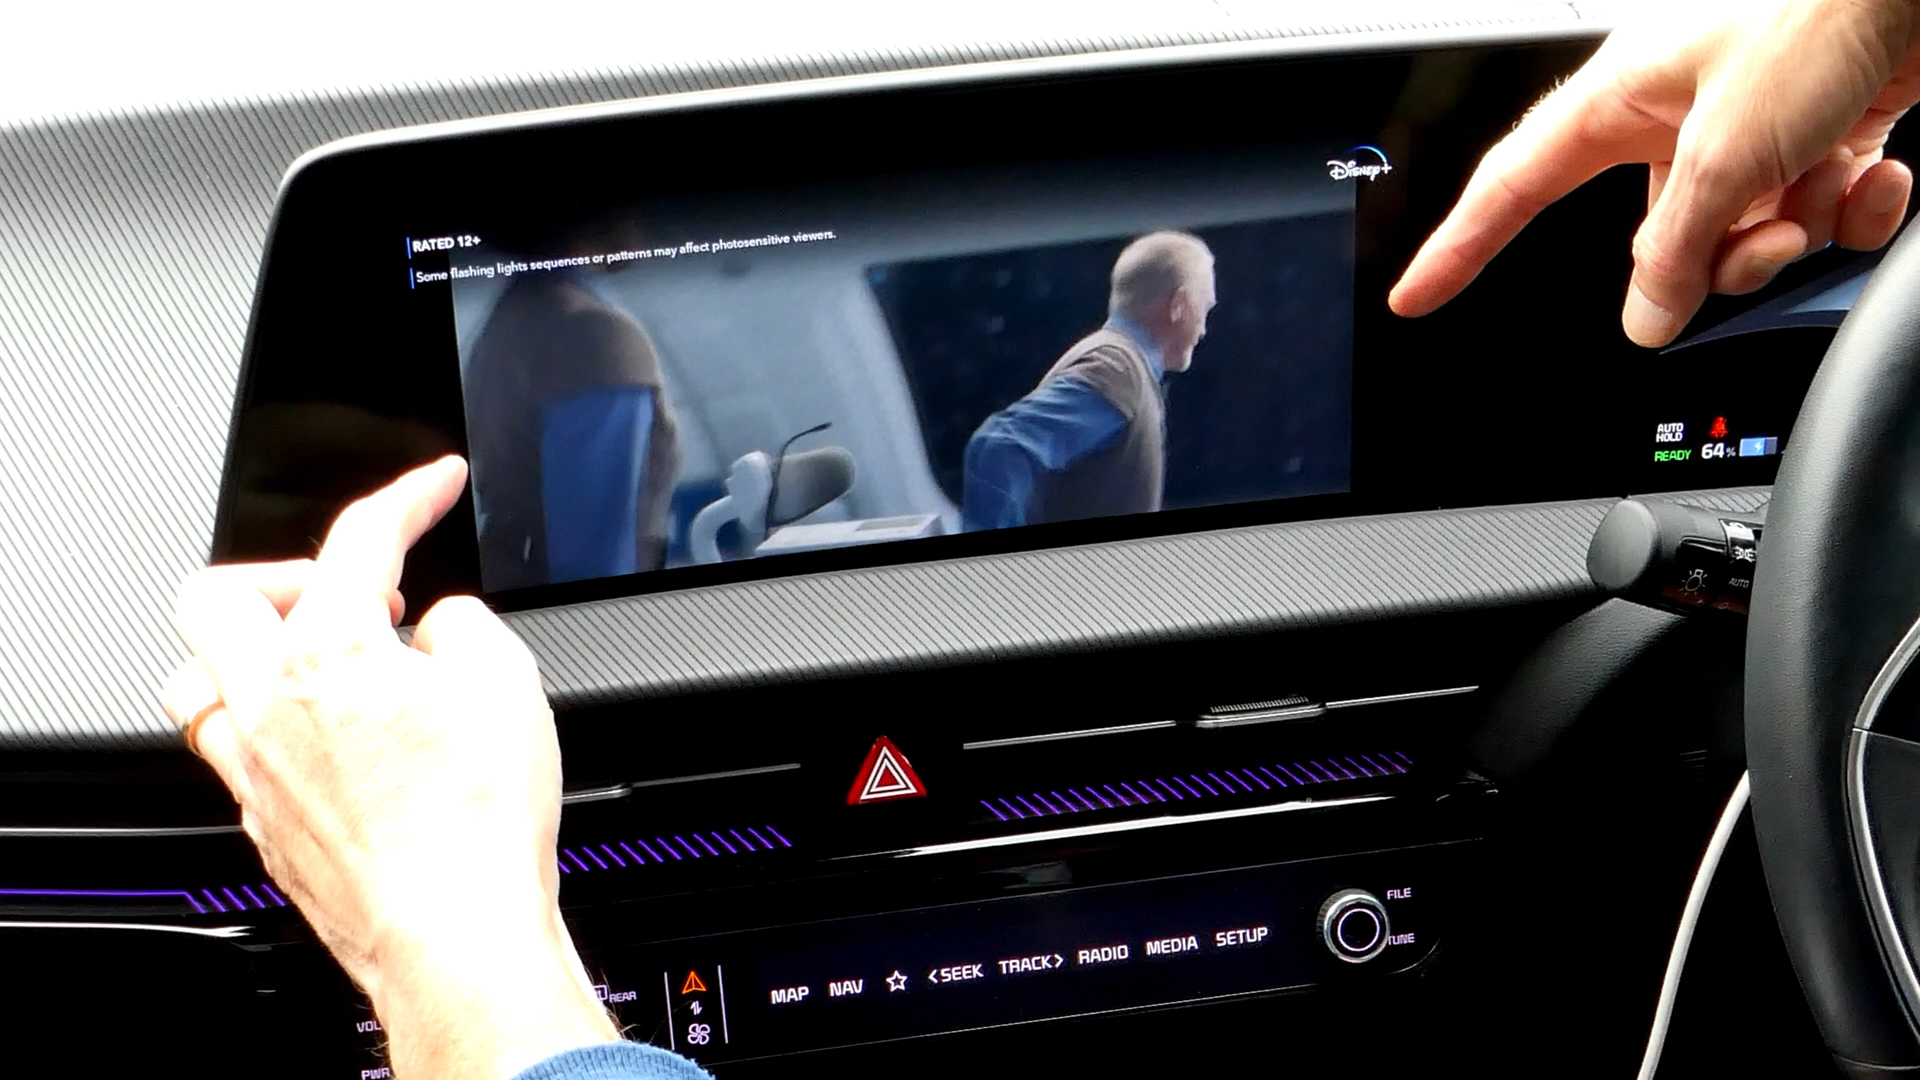 Disney+
RATED 12+
Some flashing lights sequences or patterns may affect photosensitive viewers.
AUTO
HOLD
READY 64%
AUTO
FILE
TUNE
MAP NAV <SEEK TRACK> RADIO MEDIA SETUP
REAR
VOL
PWR